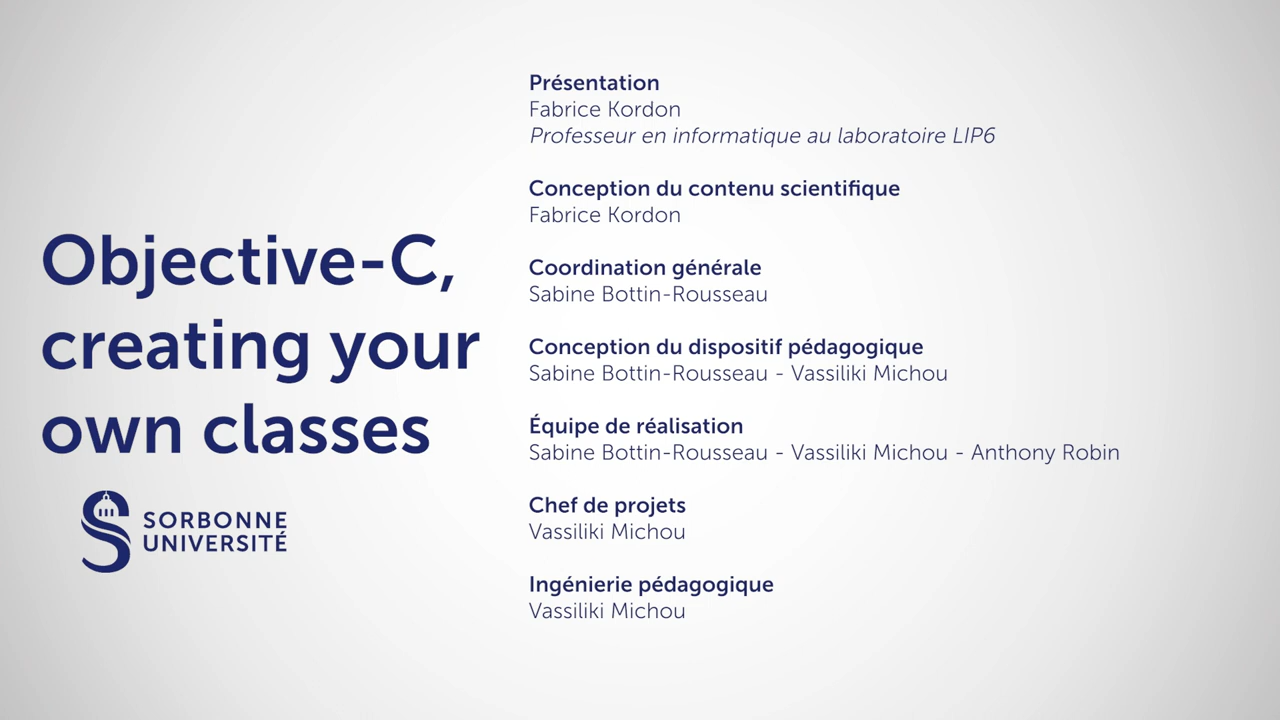 Objective-C,
creating your
own classes
SORBONNE
UNIVERSITÉ
Présentation
Fabrice Kordon
Professeur en informatique au laboratoire LIP6
Conception du contenu scientifique
Fabrice Kordon
Coordination générale
Sabine Bottin-Rousseau
Conception du dispositif pédagogique
Sabine Bottin-Rousseau - Vassiliki Michou
Équipe de réalisation
Sabine Bottin-Rousseau - Vassiliki Michou - Anthony Robin
Chef de projets
Vassiliki Michou
Ingénierie pédagogique
Vassiliki Michou